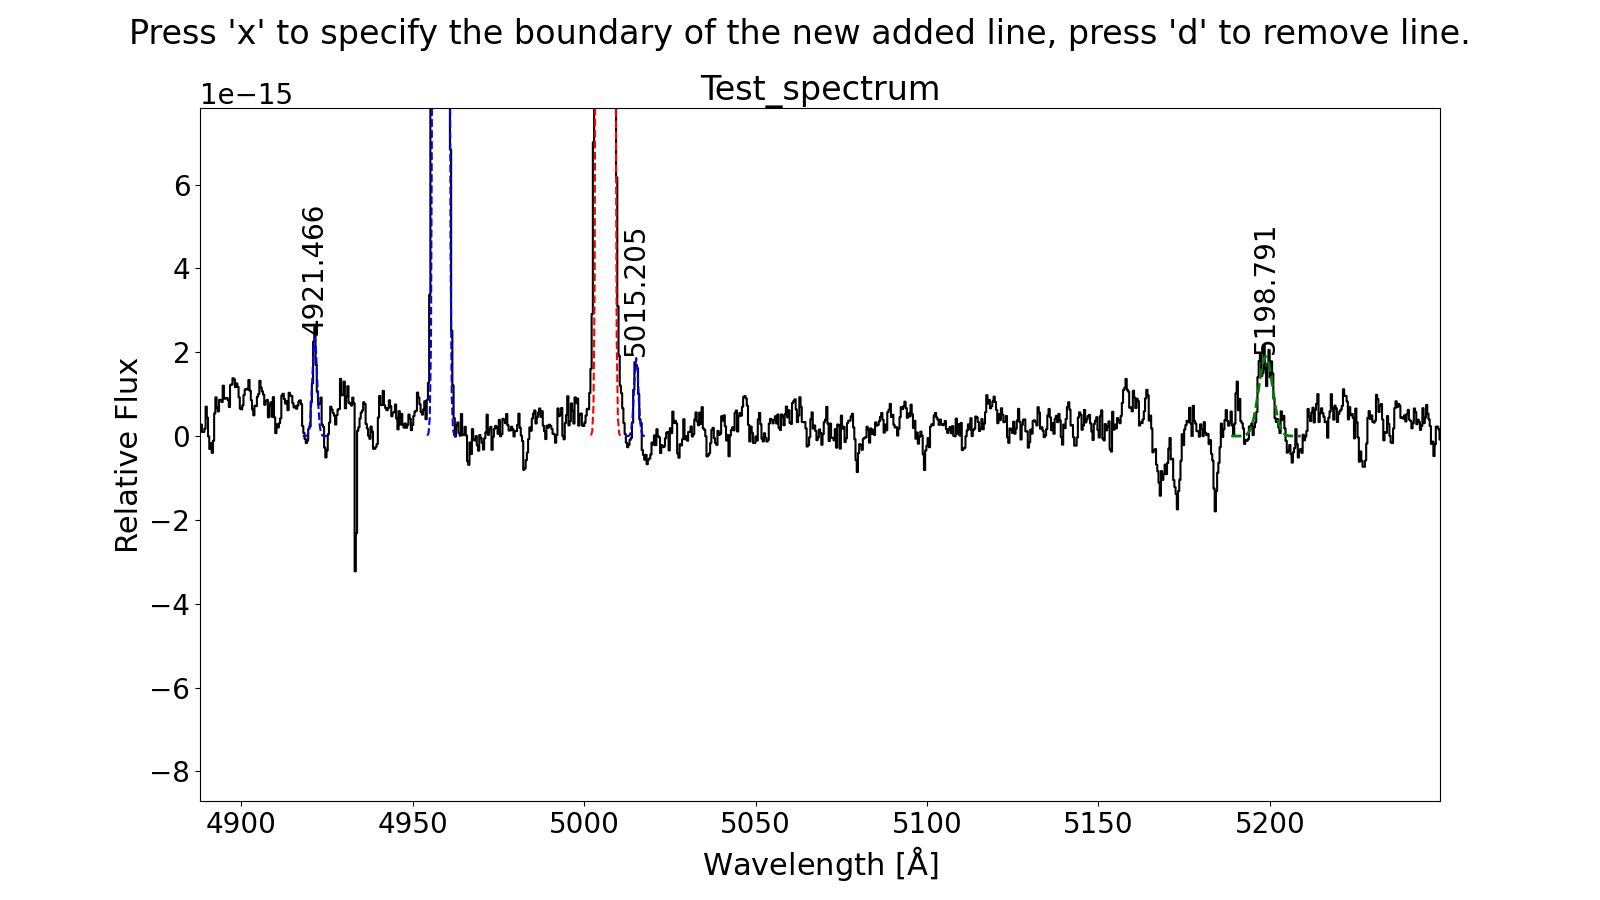 Press 'x' to specify the boundary of the new added line, press 'd' to remove line.
Test_spectrum
1e−15
6
4
2
0
−2
−4
−6
−8
Relative Flux
4921.466
5015.205
5198.791
4900 4950 5000 5050 5100 5150 5200
Wavelength [Å]